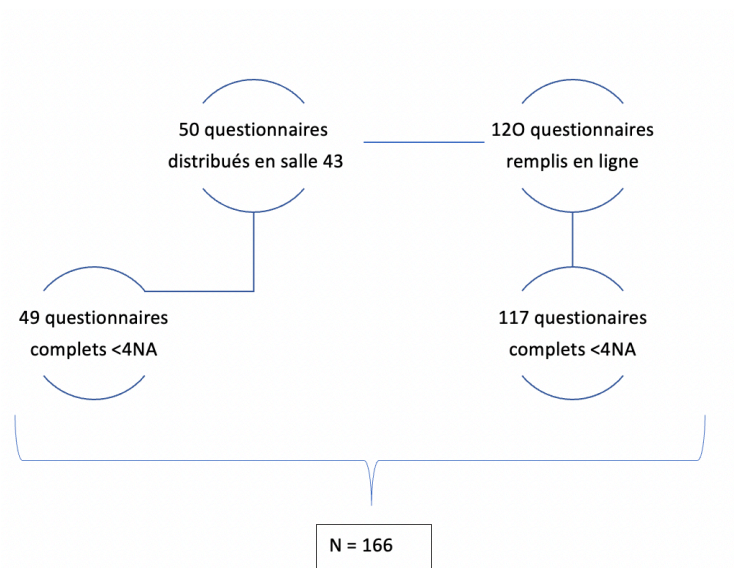 50 questionnaires
distribués en salle 43
12O questionnaires
remplis en ligne
49 questionnaires
complets <4NA
117 questionaires
complets <4NA
N = 166